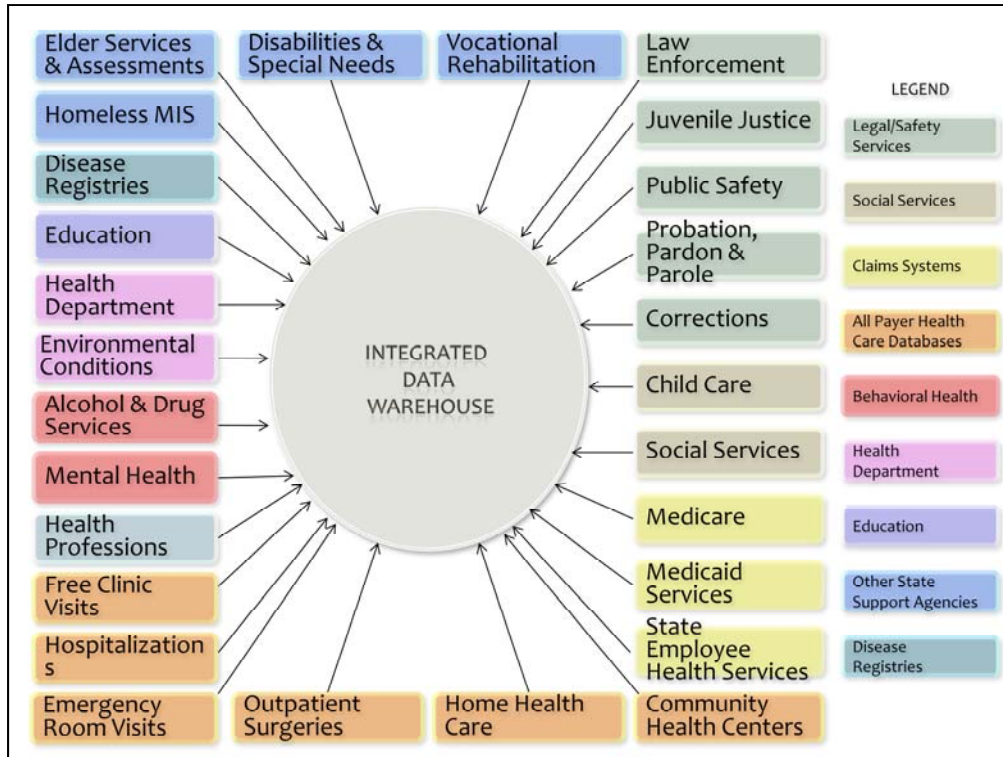 Elder Services
& Assessments
Disabilities &
Special Needs
Vocational
Rehabilitation
Law
Enforcement
Homeless MIS
Disease
Registries
Education
Health
Department
Environmental
Conditions
Alcohol & Drug
Services
Mental Health
Health
Professions
Free Clinic
Visits
Hospitalization
s
Emergency
Room Visits
Outpatient
Surgeries
Home Health
Care
Community
Health Centers
INTEGRATED
DATA
WAREHOUSE
Juvenile Justice
Public Safety
Probation,
Pardon &
Parole
Corrections
Child Care
Social Services
Medicare
Medicaid
Services
State
Employee
Health Services
LEGEND
Legal/Safety
Services
Social Services
Claims Systems
All Payer Health
Care Databases
Behavioral Health
Health
Department
Education
Other State
Support Agencies
Disease
Registries